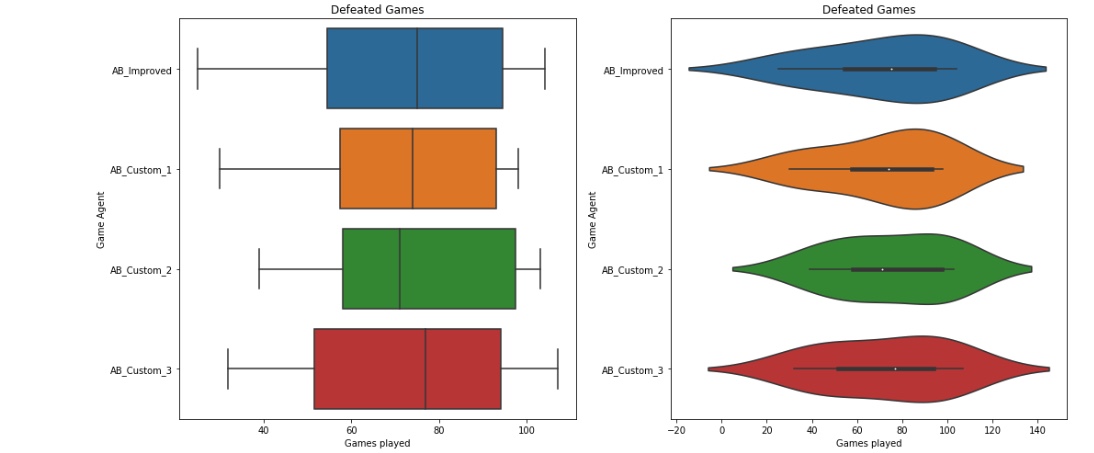 Defeated Games
AB_Improved
AB_Custom_1
AB_Custom_2
AB_Custom_3
Game Agent
40 60 80 100
Games played
Defeated Games
AB_Improved
AB_Custom_1
AB_Custom_2
AB_Custom_3
Game Agent
−20 0 20 40 60 80 100 120 140
Games played